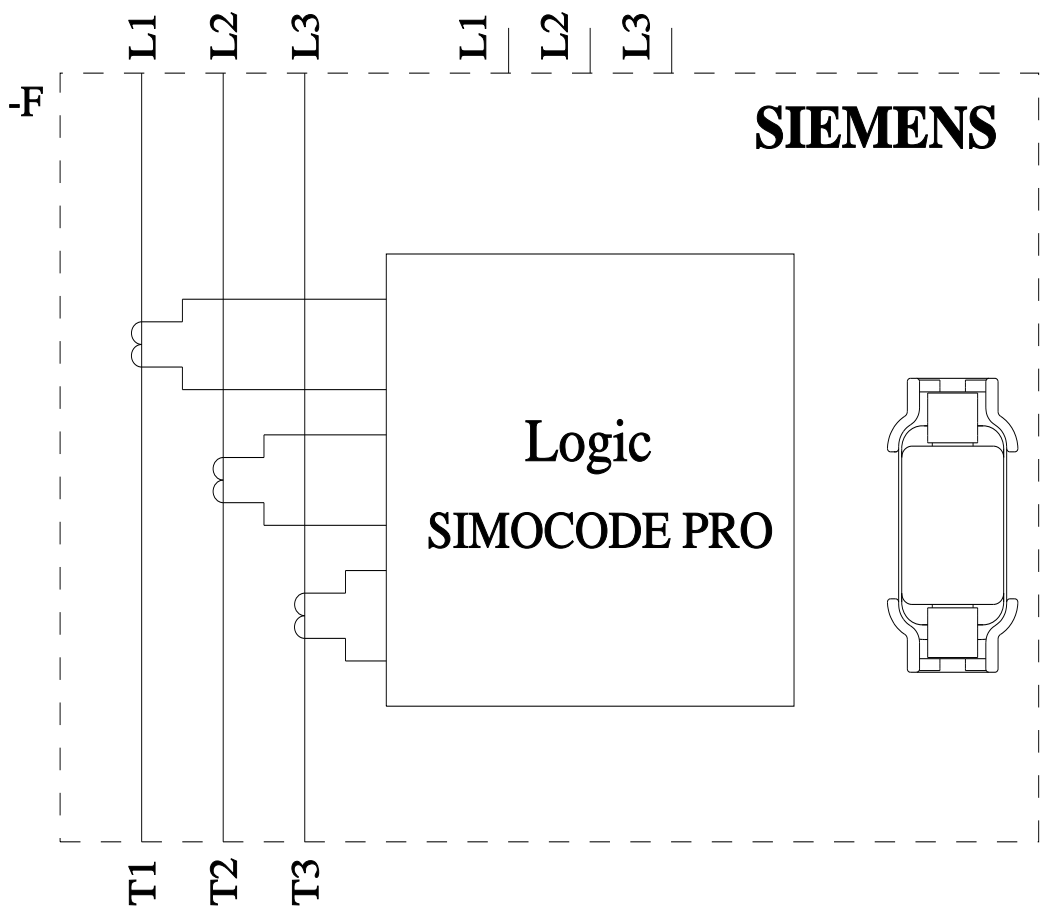 L1 L2 L3 L1 L2 L3
-F
SIEMENS
Logic
SIMOCODE PRO
T1 T2 T3